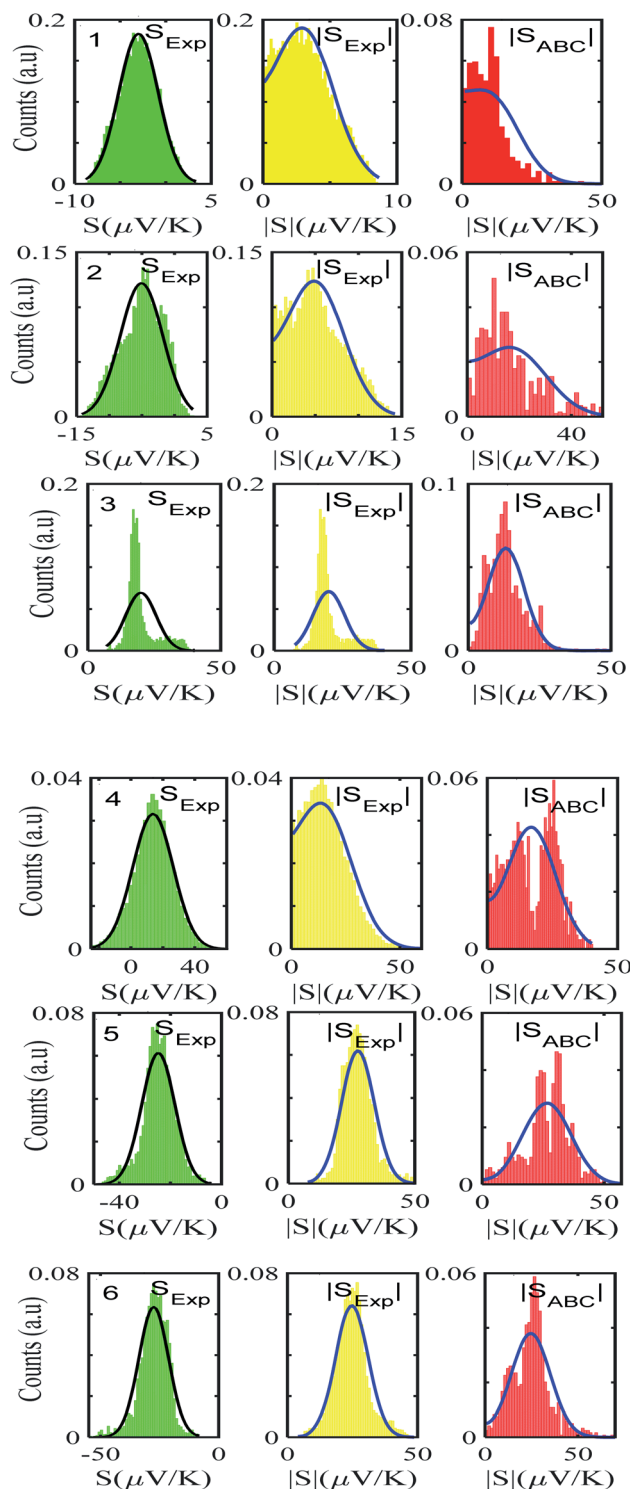 0.2 0.08
1 S_Exp |S_Exp| |S_ABC|
Counts (a.u)
0 0 0
-10 5 0 10 0 50
S(μV/K) |S|(μV/K) |S|(μV/K)
0.15 0.15 0.06
2 S_Exp |S_Exp| |S_ABC|
Counts (a.u)
0 0 0
-15 5 0 15 0 40
S(μV/K) |S|(μV/K) |S|(μV/K)
0.2 0.2 0.1
3 S_Exp |S_Exp| |S_ABC|
Counts (a.u)
0 0 0
0 50 0 50 0 50
S(μV/K) |S|(μV/K) |S|(μV/K)
0.04 0.04 0.06
4 S_Exp |S_Exp| |S_ABC|
Counts (a.u)
0 0 0
0 40 0 50 0 50
S(μV/K) |S|(μV/K) |S|(μV/K)
0.08 0.08 0.06
5 S_Exp |S_Exp| |S_ABC|
Counts (a.u)
0 0 0
-40 0 0 50 0 50
S(μV/K) |S|(μV/K) |S|(μV/K)
0.08 0.08 0.06
6 S_Exp |S_Exp| |S_ABC|
Counts (a.u)
0 0 0
-50 0 0 50 0 50
S(μV/K) |S|(μV/K) |S|(μV/K)